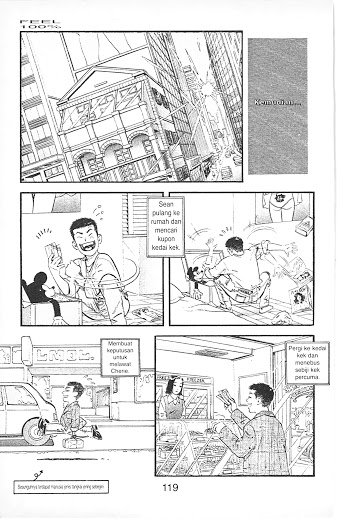 FEEL
100%
Kemudian...
Sean
pulang ke
rumah dan
mencari
kupon
kedai kek.
Membuat
keputusan
untuk
melawat
Cherie.
Pergi ke kedai
kek dan
menebus
sebiji kek
percuma.
119